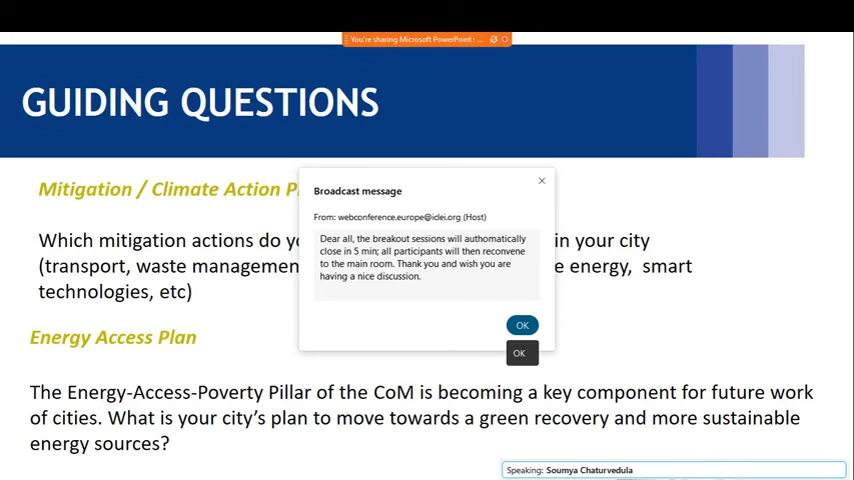 You're sharing Microsoft PowerPoint : ...
GUIDING QUESTIONS
Mitigation / Climate Action P
Which mitigation actions do yo
in your city
(transport, waste managemen
e energy, smart
technologies, etc)
Broadcast message
From: webconference.europe@iclei.org (Host)
Dear all, the breakout sessions will authomatically
close in 5 min; all participants will then reconvene
to the main room. Thank you and wish you are
having a nice discussion.
OK
OK
Energy Access Plan
The Energy-Access-Poverty Pillar of the CoM is becoming a key component for future work
of cities. What is your city's plan to move towards a green recovery and more sustainable
energy sources?
Speaking: Soumya Chaturvedula